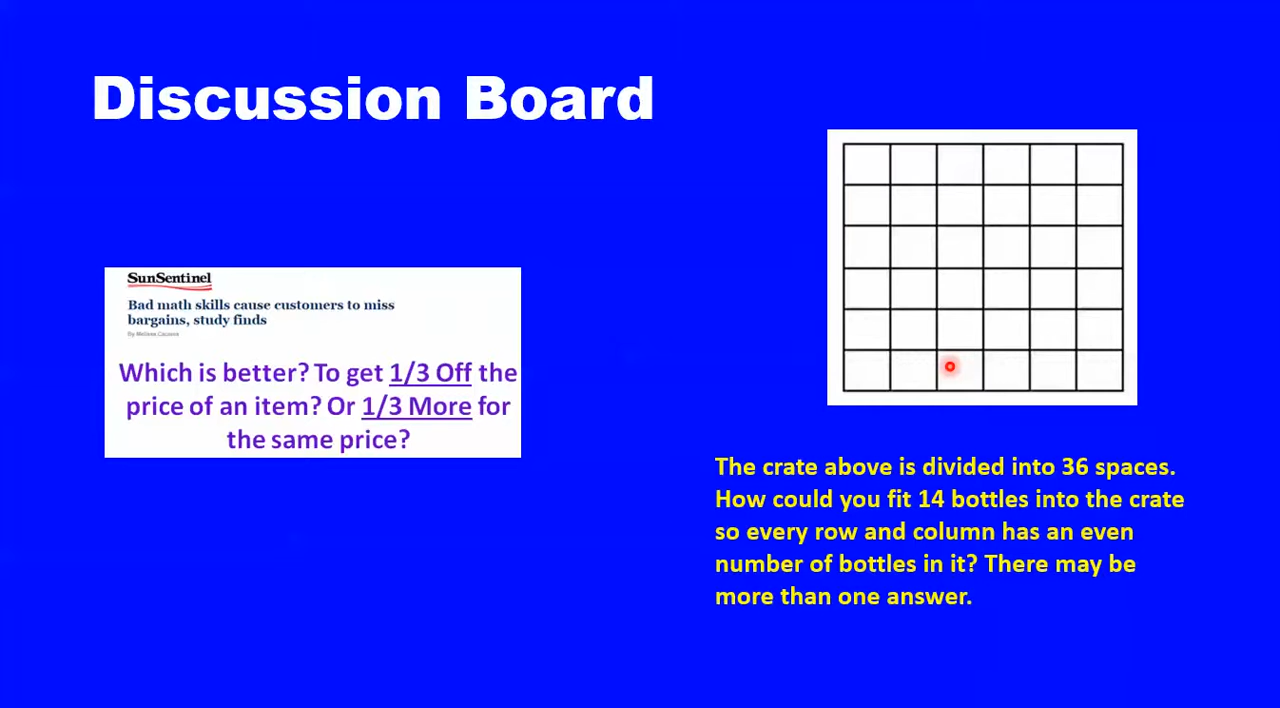 Discussion Board
SunSentinel
Bad math skills cause customers to miss
bargains, study finds
Which is better? To get 1/3 Off the
price of an item? Or 1/3 More for
the same price?
The crate above is divided into 36 spaces.
How could you fit 14 bottles into the crate
so every row and column has an even
number of bottles in it? There may be
more than one answer.